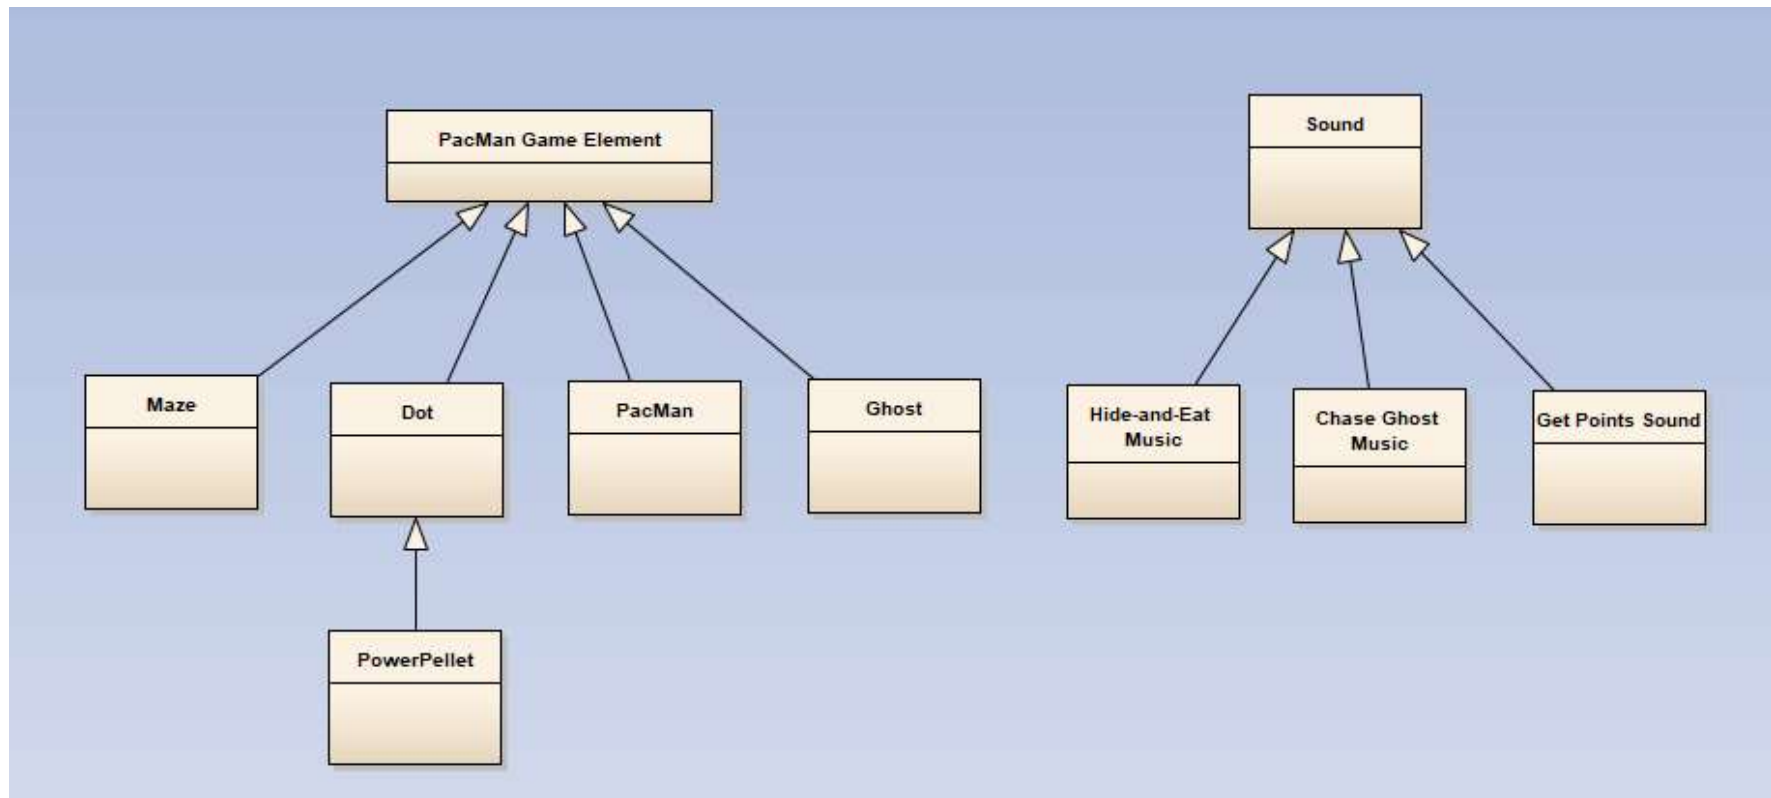 PacMan Game Element
Sound
Maze
Dot
PacMan
Ghost
Hide-and-Eat
Music
Chase Ghost
Music
Get Points Sound
PowerPellet